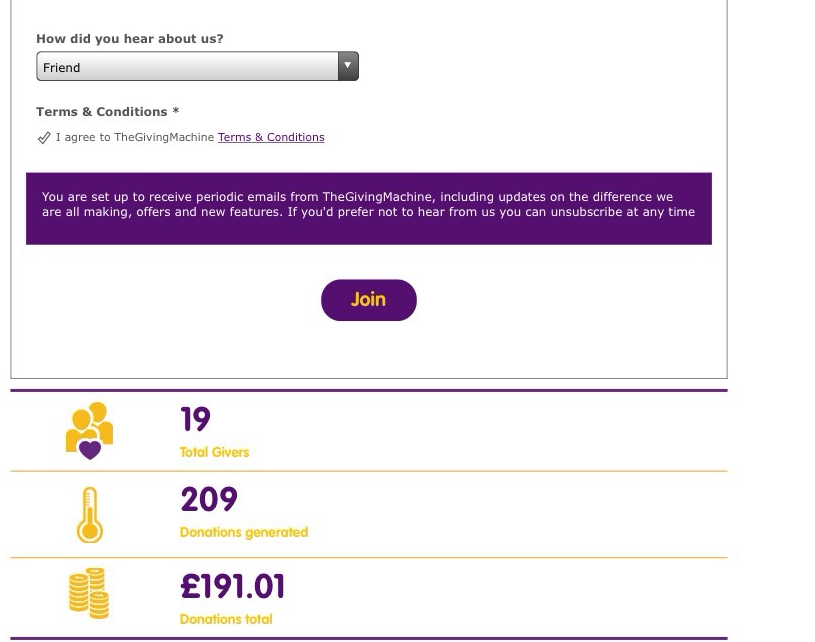 How did you hear about us?
Friend
Terms & Conditions *
I agree to TheGivingMachine Terms & Conditions
You are set up to receive periodic emails from TheGivingMachine, including updates on the difference we
are all making, offers and new features. If you'd prefer not to hear from us you can unsubscribe at any time
Join
19
Total Givers
209
Donations generated
£191.01
Donations total